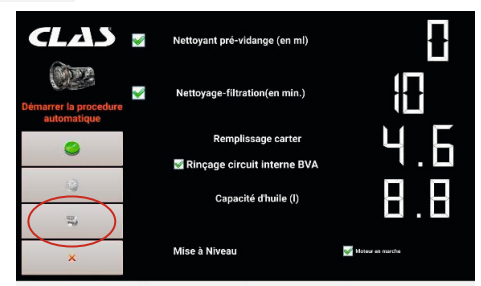 CLAS
Nettoyant pré-vidange (en ml)
0
Nettoyage-filtration(en min.)
10
Démarrer la procedure
automatique
Remplissage carter
4.6
Rinçage circuit interne BVA
Capacité d'huile (l)
8.8
Mise à Niveau
Moteur en marche